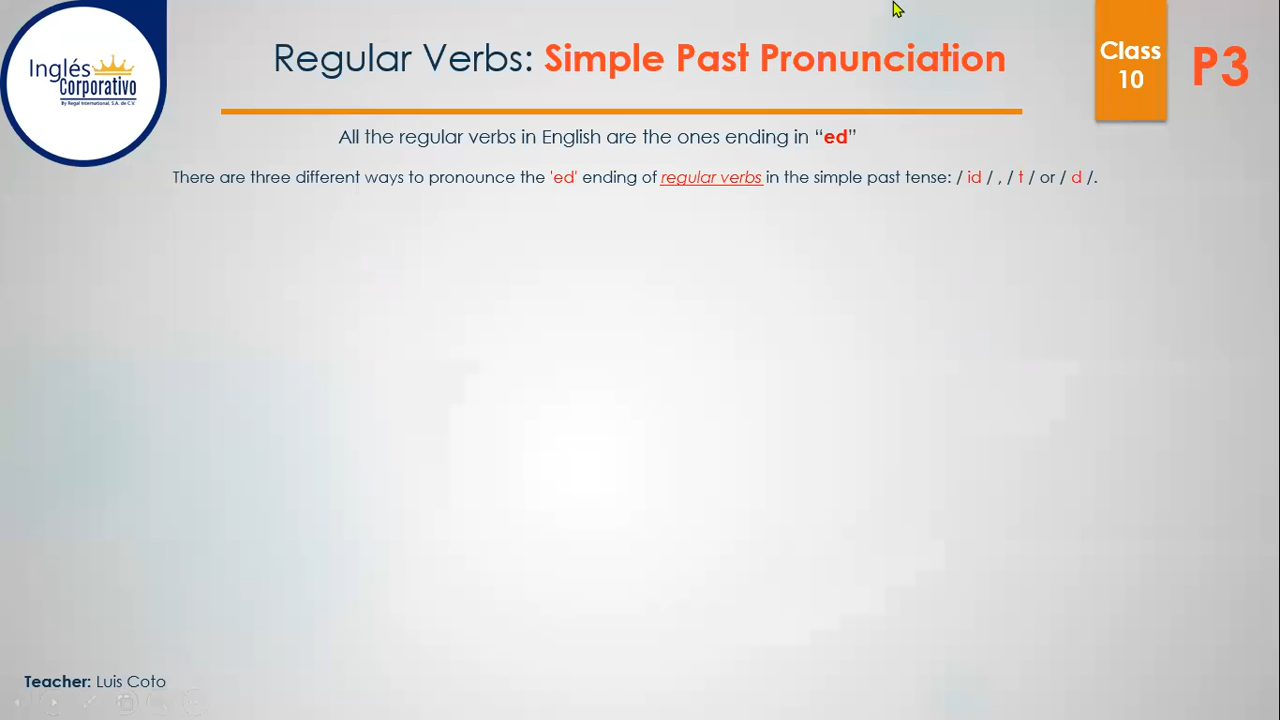 Inglés
Corporativo
By Regal International, S.A. de C.V.
Regular Verbs: Simple Past Pronunciation
Class
10
P3
All the regular verbs in English are the ones ending in “ed”
There are three different ways to pronounce the 'ed' ending of regular verbs in the simple past tense: / id / , / t / or / d /.
Teacher: Luis Coto